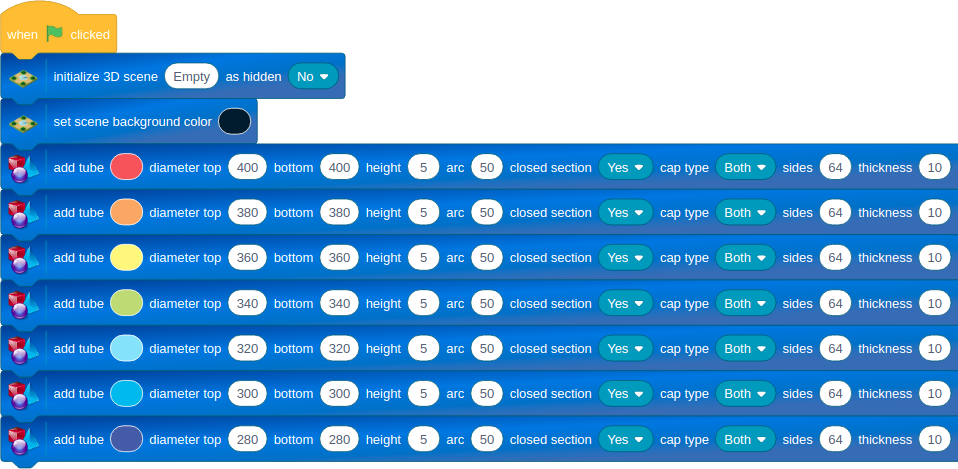 when clicked
initialize 3D scene Empty as hidden No
set scene background color
add tube diameter top 400 bottom 400 height 5 arc 50 closed section Yes cap type Both sides 64 thickness 10
add tube diameter top 380 bottom 380 height 5 arc 50 closed section Yes cap type Both sides 64 thickness 10
add tube diameter top 360 bottom 360 height 5 arc 50 closed section Yes cap type Both sides 64 thickness 10
add tube diameter top 340 bottom 340 height 5 arc 50 closed section Yes cap type Both sides 64 thickness 10
add tube diameter top 320 bottom 320 height 5 arc 50 closed section Yes cap type Both sides 64 thickness 10
add tube diameter top 300 bottom 300 height 5 arc 50 closed section Yes cap type Both sides 64 thickness 10
add tube diameter top 280 bottom 280 height 5 arc 50 closed section Yes cap type Both sides 64 thickness 10